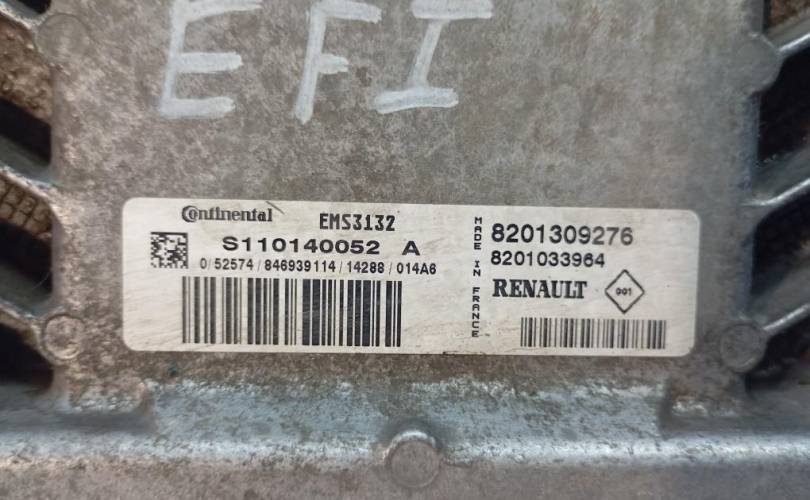 EFI
Continental
EMS3132
S110140052 A
0/52574/846939114/14288/014A6
MADE IN FRANCE
8201309276
8201033964
RENAULT
001